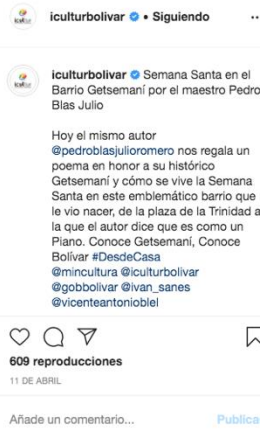 iculturbolivar • Siguiendo
iculturbolivar Semana Santa en el
Barrio Getsemaní por el maestro Pedro
Blas Julio
Hoy el mismo autor
@pedroblasjulioromero nos regala un
poema en honor a su histórico
Getsemaní y cómo se vive la Semana
Santa en este emblemático barrio que
le vio nacer, de la plaza de la Trinidad a
la que el autor dice que es como un
Piano. Conoce Getsemaní, Conoce
Bolívar #DesdeCasa
@mincultura @iculturbolivar
@gobbolivar @ivan_sanes
@vicenteantonioblel
609 reproducciones
11 DE ABRIL
Añade un comentario... Publica